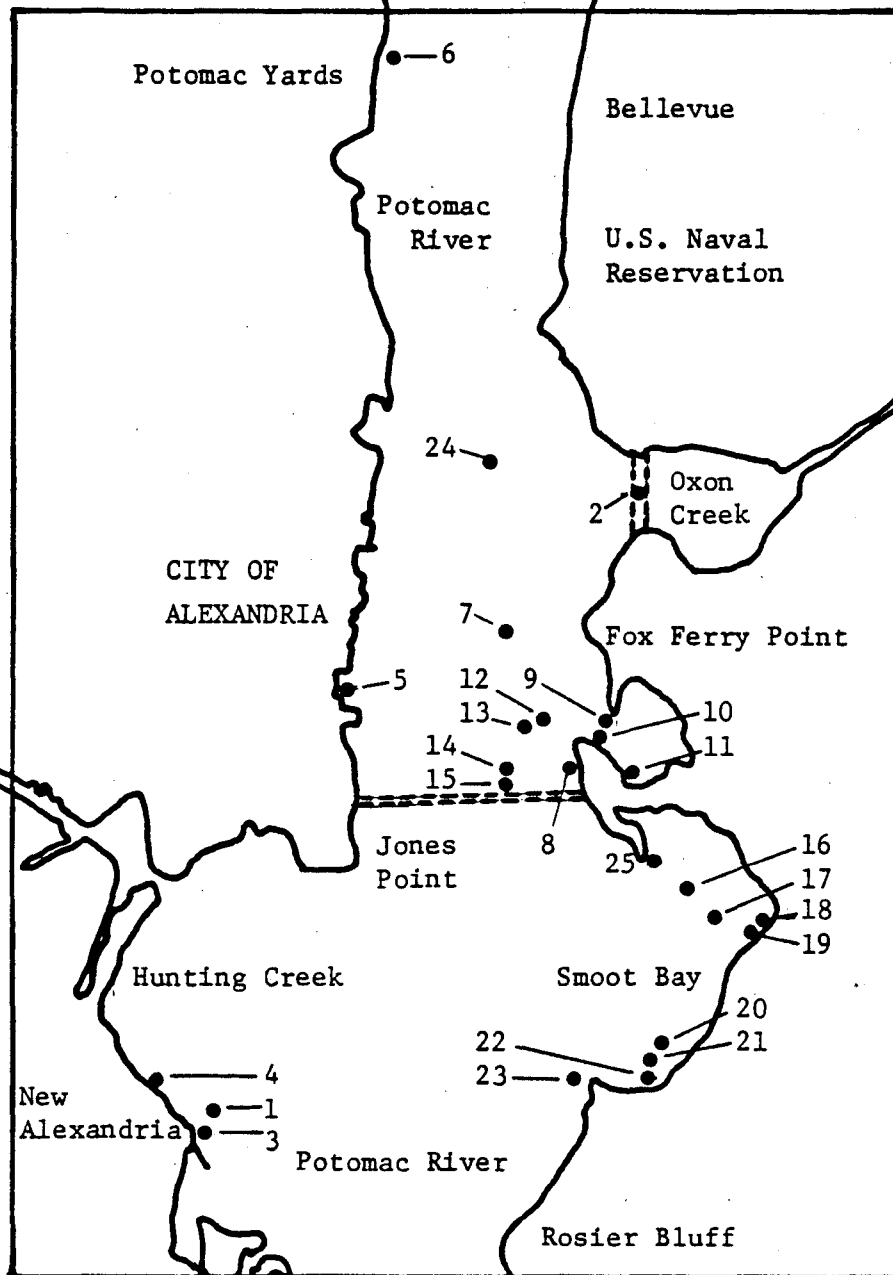 6
Potomac Yards
Bellevue
Potomac
River
U.S. Naval
Reservation
24
Oxon
Creek
2
CITY OF
ALEXANDRIA
7
Fox Ferry Point
5
12
9
13
10
11
14
15
8
Jones
Point
25
16
17
18
19
Hunting Creek
Smoot Bay
20
21
22
23
4
New
Alexandria
1
3
Potomac River
Rosier Bluff